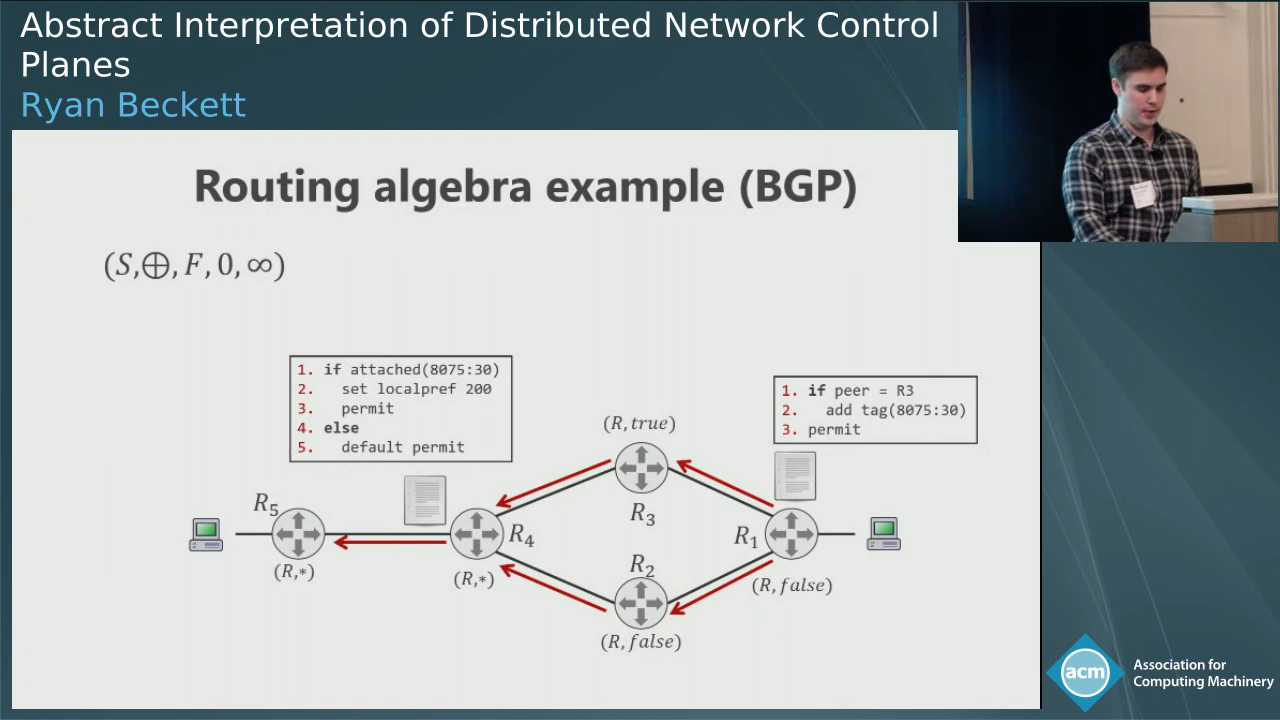 Abstract Interpretation of Distributed Network Control
Planes
Ryan Beckett
Routing algebra example (BGP)
(S,⊕, F, 0, ∞)
1. if attached(8075:30)
2. set localpref 200
3. permit
4. else
5. default permit
1. if peer = R3
2. add tag(8075:30)
3. permit
(R, true)
R₅
R₄
R₃
R₁
R₂
(R,*)
(R,*)
(R, false)
(R, false)
acm
Association for
Computing Machinery